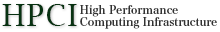 HPCI High Performance
Computing Infrastructure